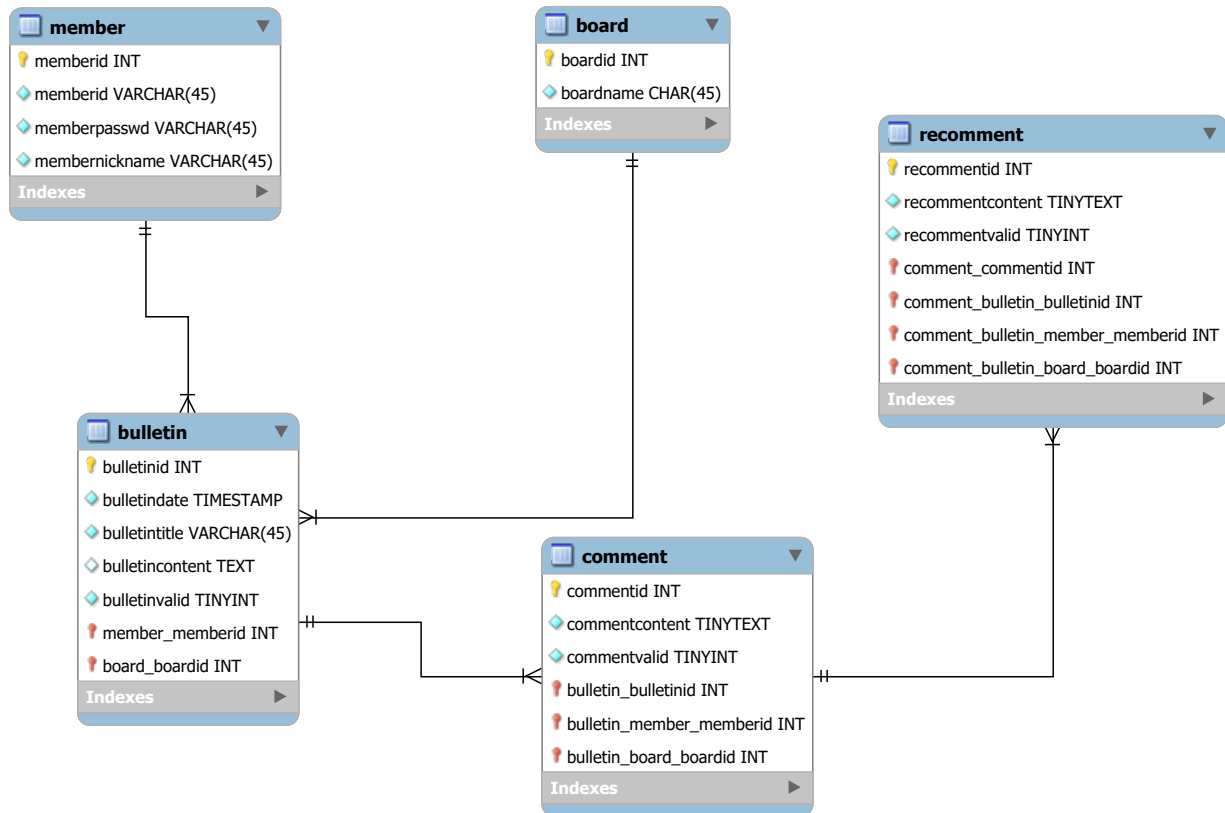 member
memberid INT
memberid VARCHAR(45)
memberpasswd VARCHAR(45)
membernickname VARCHAR(45)
Indexes
board
boardid INT
boardname CHAR(45)
Indexes
recomment
recommentid INT
recommentcontent TINYTEXT
recommentvalid TINYINT
comment_commentid INT
comment_bulletin_bulletinid INT
comment_bulletin_member_memberid INT
comment_bulletin_board_boardid INT
Indexes
bulletin
bulletinid INT
bulletindate TIMESTAMP
bulletintitle VARCHAR(45)
bulletincontent TEXT
bulletinvalid TINYINT
member_memberid INT
board_boardid INT
Indexes
comment
commentid INT
commentcontent TINYTEXT
commentvalid TINYINT
bulletin_bulletinid INT
bulletin_member_memberid INT
bulletin_board_boardid INT
Indexes